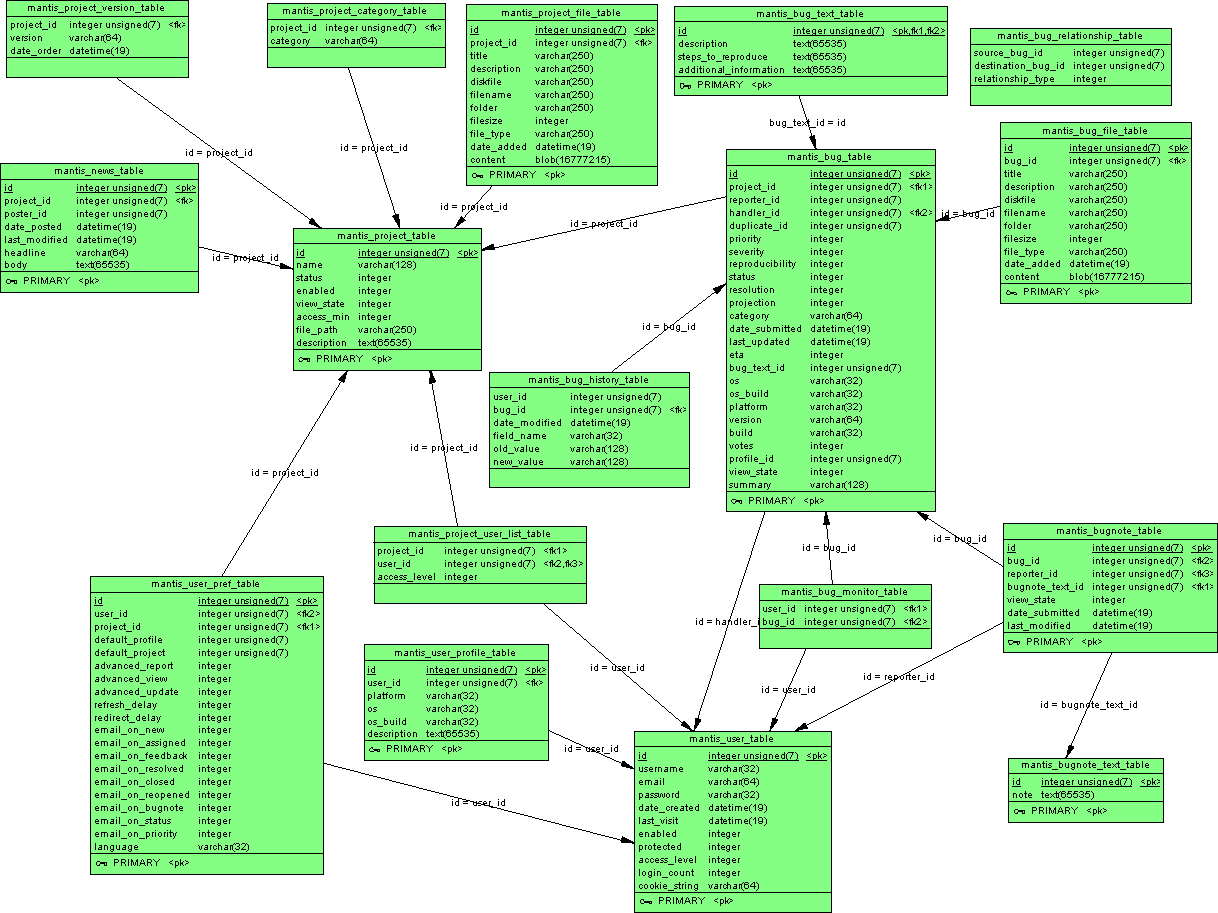 mantis_project_version_table
project_id integer unsigned(7) <fk>
version varchar(64)
date_order datetime(19)
mantis_project_category_table
project_id integer unsigned(7) <fk>
category varchar(64)
mantis_project_file_table
id integer unsigned(7) <pk>
project_id integer unsigned(7) <fk>
title varchar(250)
description varchar(250)
diskfile varchar(250)
filename varchar(250)
folder varchar(250)
filesize integer
file_type varchar(250)
date_added datetime(19)
content blob(16777215)
PRIMARY <pk>
mantis_bug_text_table
id integer unsigned(7) <pk,fk1,fk2>
description text(65535)
steps_to_reproduce text(65535)
additional_information text(65535)
PRIMARY <pk>
mantis_bug_relationship_table
source_bug_id integer unsigned(7)
destination_bug_id integer unsigned(7)
relationship_type integer
bug_text_id = id
id = project_id
id = project_id
id = project_id
id = project_id
id = bug_id
mantis_news_table
id integer unsigned(7) <pk>
project_id integer unsigned(7) <fk>
poster_id integer unsigned(7)
date_posted datetime(19)
last_modified datetime(19)
headline varchar(64)
body text(65535)
PRIMARY <pk>
id = project_id
mantis_project_table
id integer unsigned(7) <pk>
name varchar(128)
status integer
enabled integer
view_state integer
access_min integer
file_path varchar(250)
description text(65535)
PRIMARY <pk>
mantis_bug_table
id integer unsigned(7) <pk>
project_id integer unsigned(7) <fk1>
reporter_id integer unsigned(7)
handler_id integer unsigned(7) <fk2>
duplicate_id integer unsigned(7)
priority integer
severity integer
reproducibility integer
status integer
resolution integer
projection integer
category varchar(64)
date_submitted datetime(19)
last_updated datetime(19)
eta integer
bug_text_id integer unsigned(7)
os varchar(32)
os_build varchar(32)
platform varchar(32)
version varchar(64)
build varchar(32)
votes integer
profile_id integer unsigned(7)
view_state integer
summary varchar(128)
PRIMARY <pk>
mantis_bug_file_table
id integer unsigned(7) <pk>
bug_id integer unsigned(7) <fk>
title varchar(250)
description varchar(250)
diskfile varchar(250)
filename varchar(250)
folder varchar(250)
filesize integer
file_type varchar(250)
date_added datetime(19)
content blob(16777215)
PRIMARY <pk>
id = bug_id
mantis_bug_history_table
user_id integer unsigned(7)
bug_id integer unsigned(7) <fk>
date_modified datetime(19)
field_name varchar(32)
old_value varchar(128)
new_value varchar(128)
id = project_id
id = project_id
mantis_project_user_list_table
project_id integer unsigned(7) <fk1>
user_id integer unsigned(7) <fk2,fk3>
access_level integer
id = bug_id
id = bug_id
mantis_bugnote_table
id integer unsigned(7) <pk>
bug_id integer unsigned(7) <fk2>
reporter_id integer unsigned(7) <fk3>
bugnote_text_id integer unsigned(7) <fk1>
view_state integer
date_submitted datetime(19)
last_modified datetime(19)
PRIMARY <pk>
mantis_user_pref_table
id integer unsigned(7) <pk>
user_id integer unsigned(7) <fk2>
project_id integer unsigned(7) <fk1>
default_profile integer unsigned(7)
default_project integer unsigned(7)
advanced_report integer
advanced_view integer
advanced_update integer
refresh_delay integer
redirect_delay integer
email_on_new integer
email_on_assigned integer
email_on_feedback integer
email_on_resolved integer
email_on_closed integer
email_on_reopened integer
email_on_bugnote integer
email_on_status integer
email_on_priority integer
language varchar(32)
PRIMARY <pk>
mantis_bug_monitor_table
user_id integer unsigned(7) <fk1>
bug_id integer unsigned(7) <fk2>
id = handler_i
mantis_user_profile_table
id integer unsigned(7) <pk>
user_id integer unsigned(7) <fk>
platform varchar(32)
os varchar(32)
os_build varchar(32)
description text(65535)
PRIMARY <pk>
id = user_id
id = reporter_id
id = user_id
id = bugnote_text_id
id = user_id
id = user_id
mantis_user_table
id integer unsigned(7) <pk>
username varchar(32)
email varchar(64)
password varchar(32)
date_created datetime(19)
last_visit datetime(19)
enabled integer
protected integer
access_level integer
login_count integer
cookie_string varchar(64)
PRIMARY <pk>
mantis_bugnote_text_table
id integer unsigned(7) <pk>
note text(65535)
PRIMARY <pk>